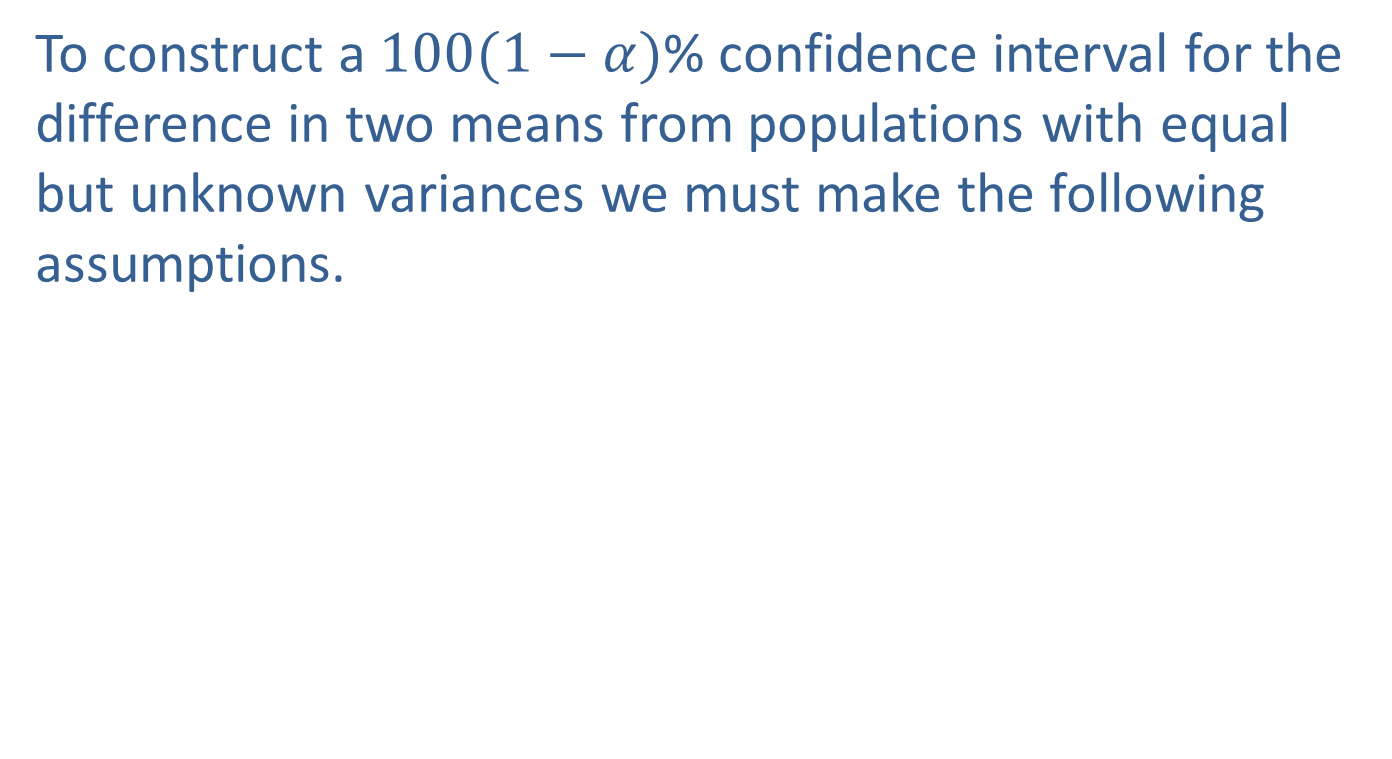 To construct a 100(1 − α)% confidence interval for the
difference in two means from populations with equal
but unknown variances we must make the following
assumptions.